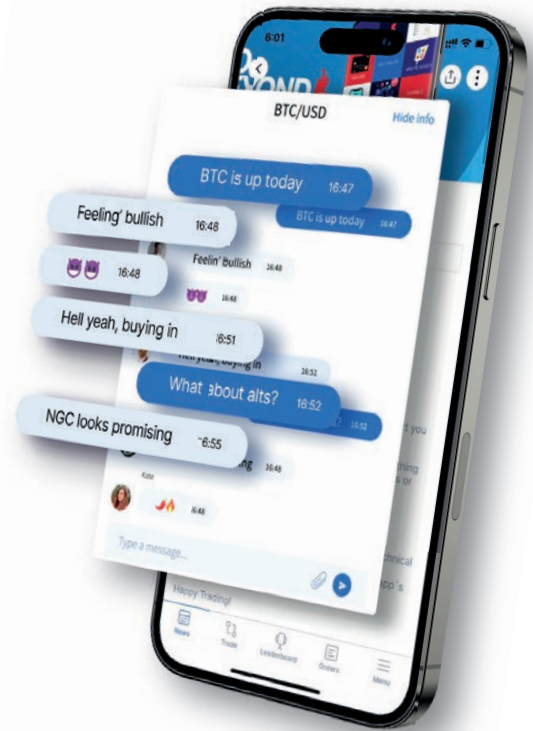 6:01
BTC/USD
Hide info
BTC is up today 16:47
BTC is up today 16:47
Feeling' bullish 16:48
Feelin' Bullish 16:48
😈😈 16:48
😈😈 16:48
Hell yeah, buying in 16:51
Hell yeah, buying in 16:52
What about alts? 16:52
? 16:52
NGC looks promising 16:55
16:48
Kate
🌶️🔥 16:48
Type a message...
Happy Trading!
News
Trade
Leaderboard
Orders
Menu